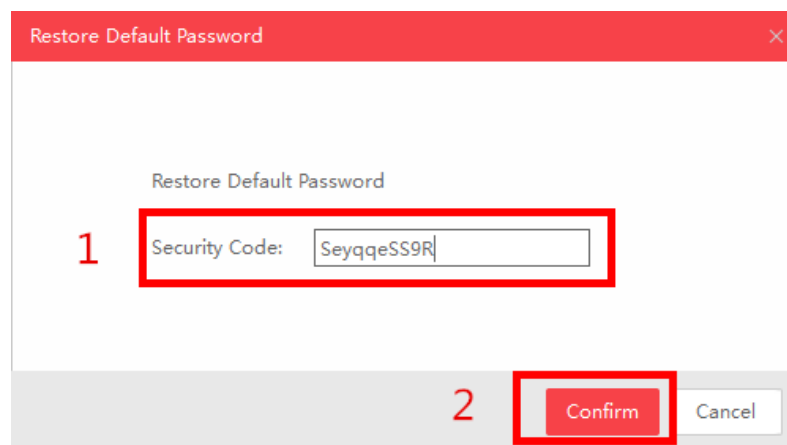 Restore Default Password
Restore Default Password
1 Security Code: SeyqqeSS9R
2 Confirm Cancel